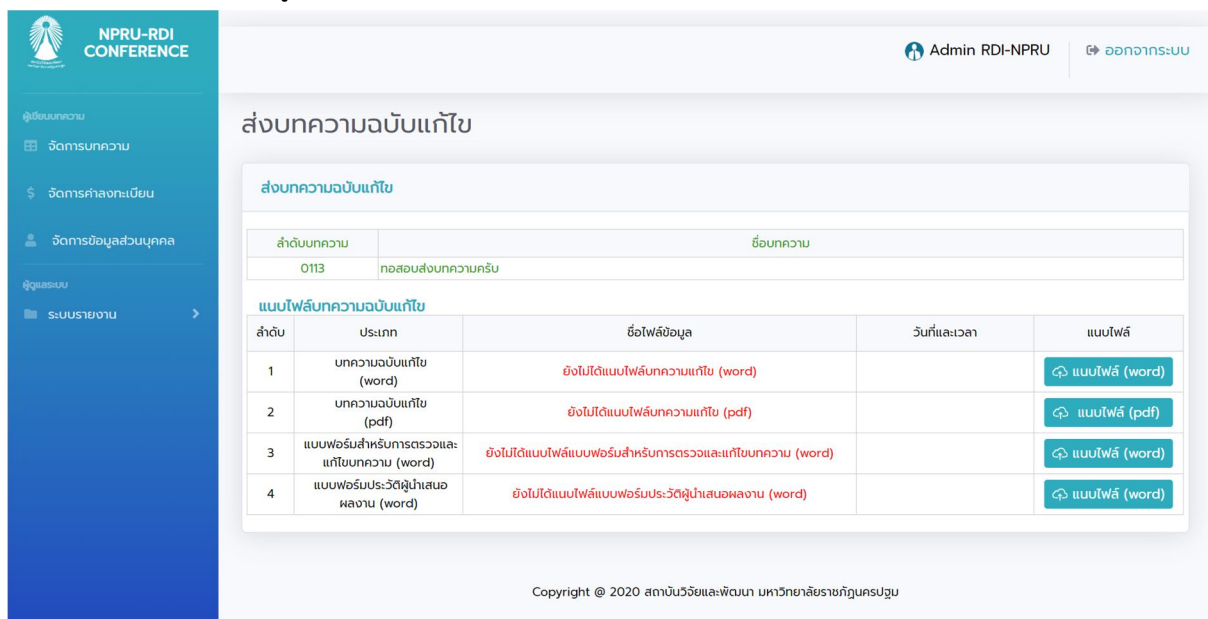 NPRU-RDI
CONFERENCE
Admin RDI-NPRU
ออกจากระบบ
ผู้เขียนบทความ
จัดการบทความ
จัดการค่าลงทะเบียน
จัดการข้อมูลส่วนบุคคล
ผู้ดูแลระบบ
ระบบรายงาน
ส่งบทความฉบับแก้ไข
ส่งบทความฉบับแก้ไข
ลำดับบทความ ชื่อบทความ
0113 ทอสอบส่งบทความครับ
แนบไฟล์บทความฉบับแก้ไข
ลำดับ ประเภท ชื่อไฟล์ข้อมูล วันที่และเวลา แนบไฟล์
1 บทความฉบับแก้ไข
(word) ยังไม่ได้แนบไฟล์บทความแก้ไข (word) แนบไฟล์ (word)
2 บทความฉบับแก้ไข
(pdf) ยังไม่ได้แนบไฟล์บทความแก้ไข (pdf) แนบไฟล์ (pdf)
3 แบบฟอร์มสำหรับการตรวจและ
แก้ไขบทความ (word) ยังไม่ได้แนบไฟล์แบบฟอร์มสำหรับการตรวจและแก้ไขบทความ (word) แนบไฟล์ (word)
4 แบบฟอร์มประวัติผู้นำเสนอ
ผลงาน (word) ยังไม่ได้แนบไฟล์แบบฟอร์มประวัติผู้นำเสนอผลงาน (word) แนบไฟล์ (word)
Copyright @ 2020 สถาบันวิจัยและพัฒนา มหาวิทยาลัยราชภัฏนครปฐม